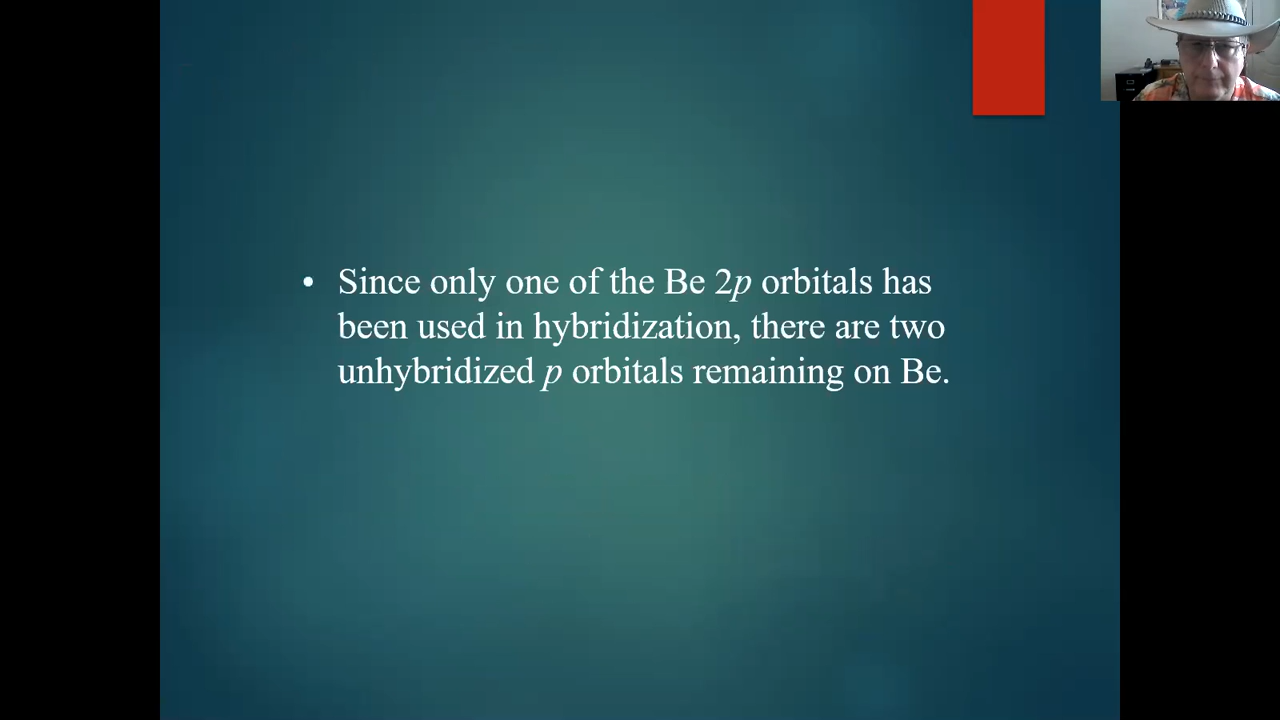 • Since only one of the Be 2p orbitals has
been used in hybridization, there are two
unhybridized p orbitals remaining on Be.